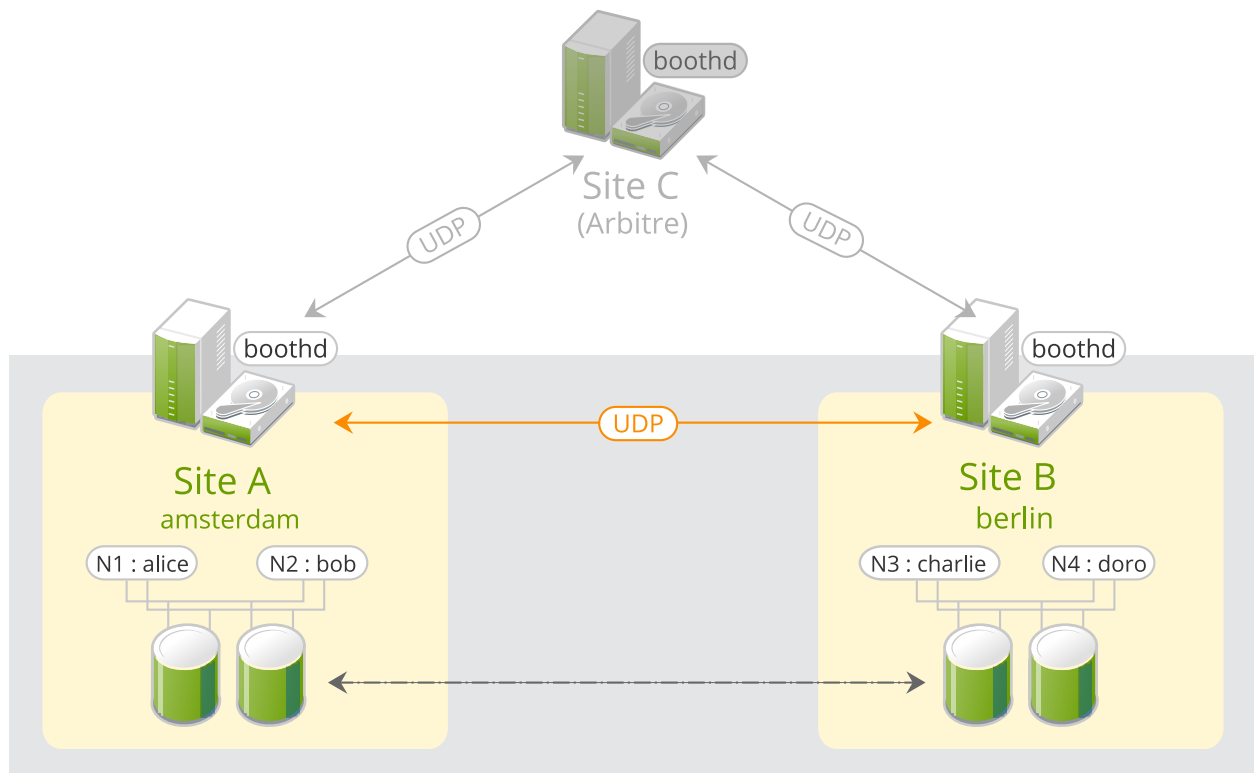 boothd
Site C
(Arbitre)
UDP
UDP
boothd
boothd
UDP
Site A
amsterdam
Site B
berlin
N1 : alice
N2 : bob
N3 : charlie
N4 : doro